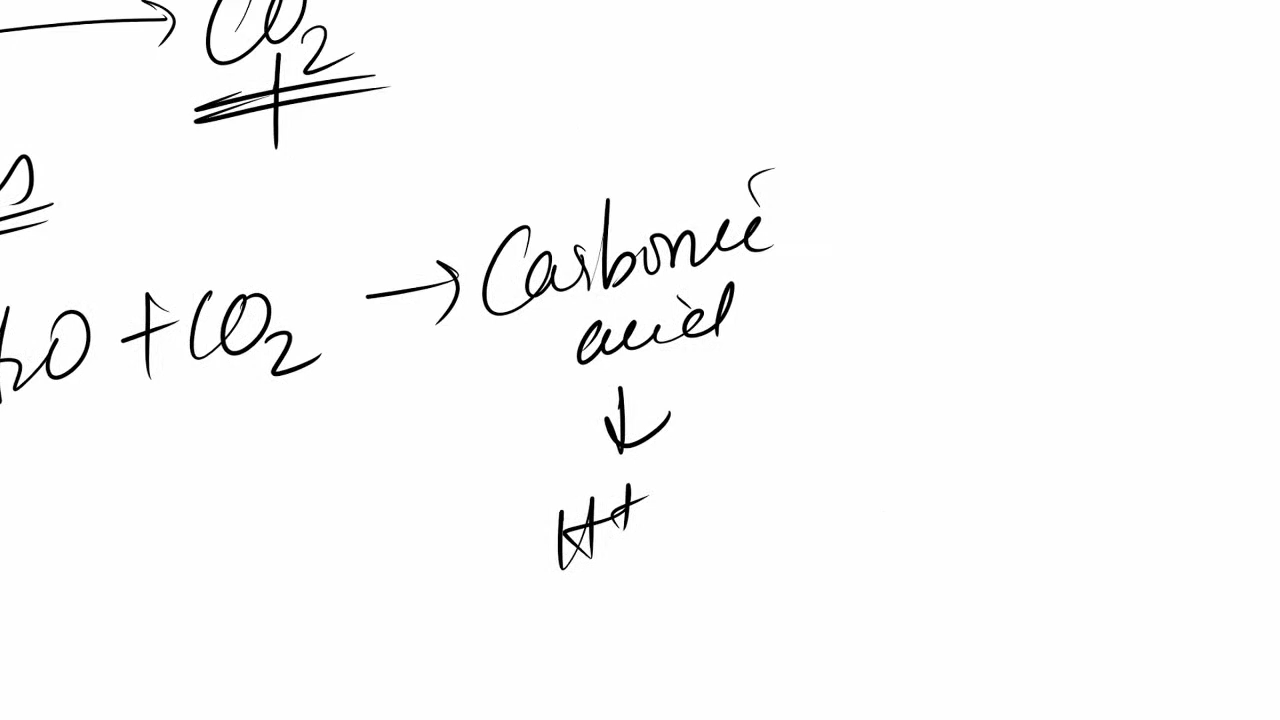 → CO2
H2O + CO2 → Carbonic
acid
↓
H+